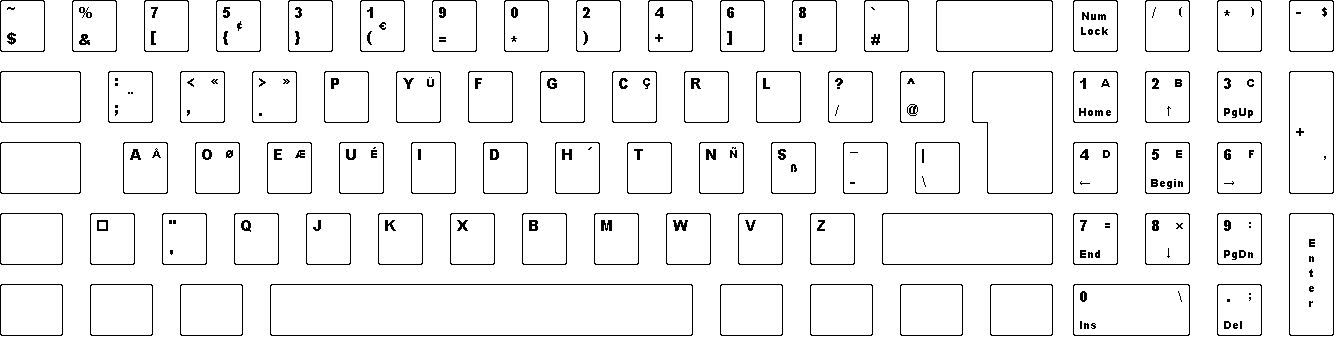 ~ % 7 5 ¢ 3 1 € 9 0 2 4 6 8 ` Num Lock / ( * ) - $
$ & [ { } ( = * ) + ] ! #
: ¨ < « > » P Y Ü F G C Ç R L ? ^ 1 A 2 B 3 C
; , . / @ Home ↑ PgUp +
A Â O Ø E Æ U É I D H ´ T N Ñ S ß ¯ | 4 D 5 E 6 F ,
- \ ← Begin →
" Q J K X B M W V Z 7 = 8 × 9 :
' End ↓ PgDn Enter
0 \ . ;
Ins Del